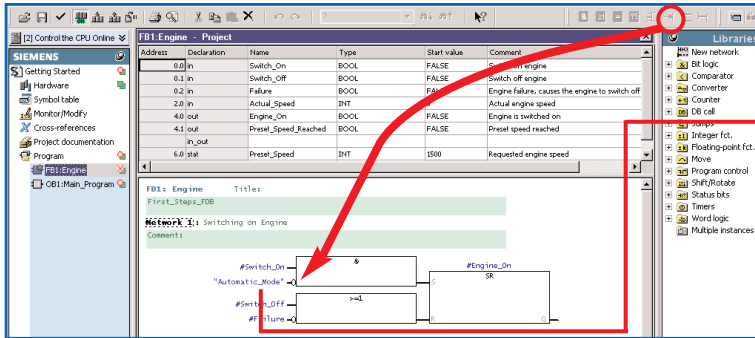 ?
[2] Control the CPU Online
SIEMENS
Getting Started
Hardware
Symbol table
Monitor/Modify
Cross-references
Project documentation
Program
FB1:Engine
OB1:Main_Program
FB1:Engine - Project
Address Declaration Name Type Start value Comment
0.0 in Switch_On BOOL FALSE Switch on engine
0.1 in Switch_Off BOOL FALSE Switch off engine
0.2 in Failure BOOL FALSE Engine failure, causes the engine to switch off
2.0 in Actual_Speed INT Actual engine speed
4.0 out Engine_On BOOL FALSE Engine is switched on
4.1 out Preset_Speed_Reached BOOL FALSE Preset speed reached
in_out
6.0 stat Preset_Speed INT 1500 Requested engine speed
FB1: Engine Title:
First_Steps_FDB
Network 1: Switching on Engine
Comment:
&
#Switch_On
"Automatic_Mode"
#Engine_On
SR
S
>=1
#Switch_Off
#Failure
R Q
Libraries
New network
Bit logic
Comparator
Converter
Counter
DB call
Jumps
Integer fct.
Floating-point fct.
Move
Program control
Shift/Rotate
Status bits
Timers
Word logic
Multiple instances